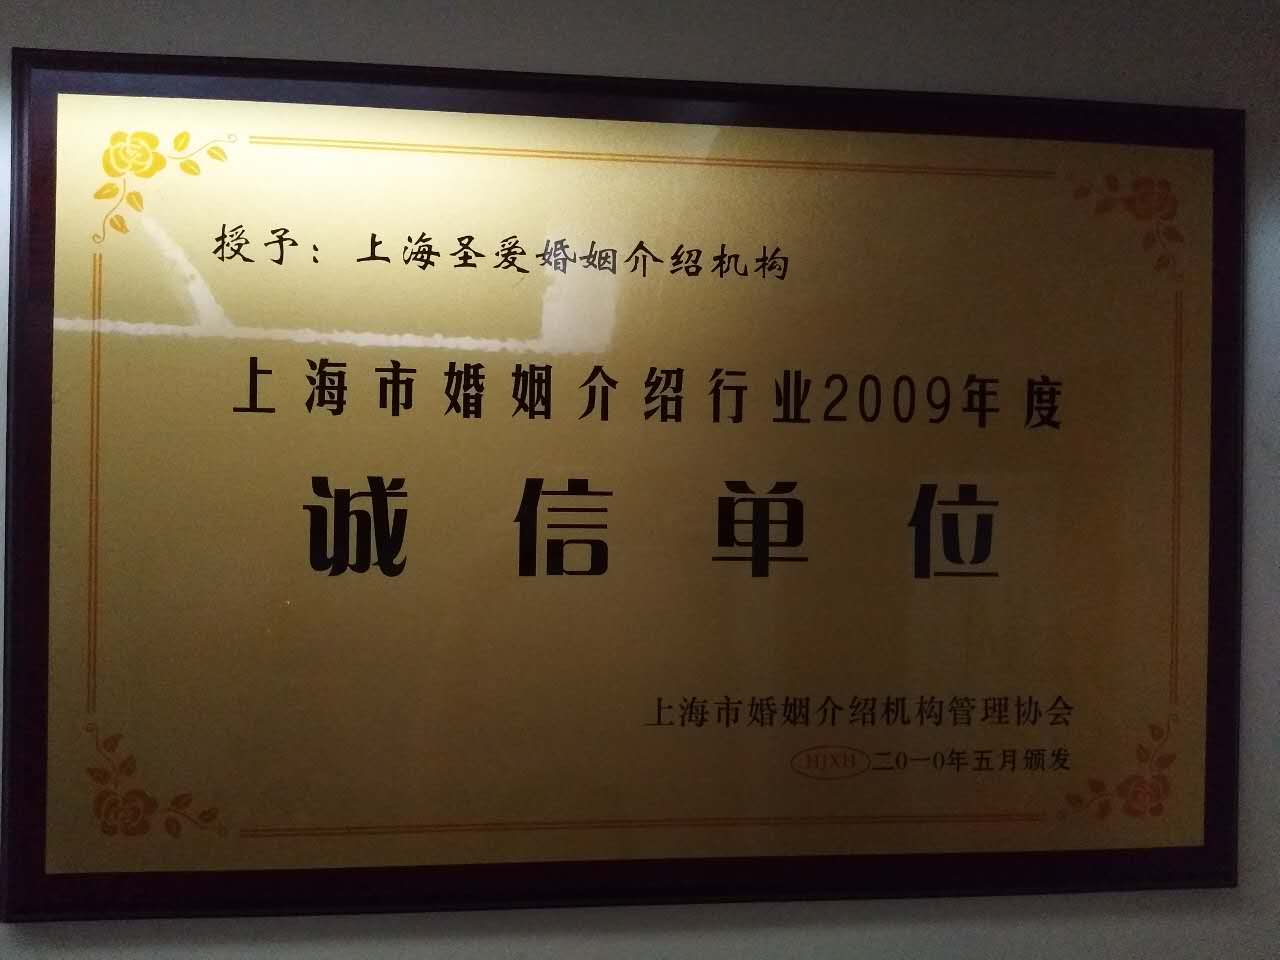 授予：上海圣爱婚姻介绍机构
上海市婚姻介绍行业2009年度
诚信单位
上海市婚姻介绍机构管理协会
HJXH 二0一0年五月颁发